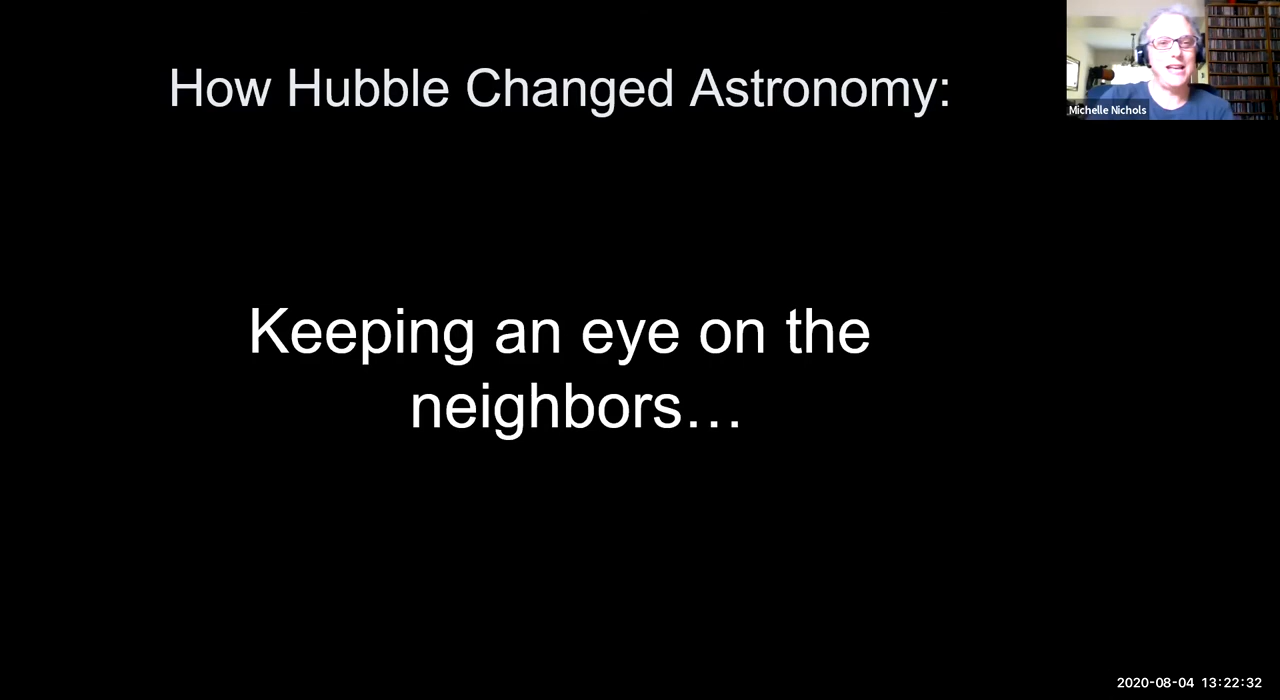 How Hubble Changed Astronomy:
Michelle Nichols
Keeping an eye on the
neighbors…
2020-08-04 13:22:32